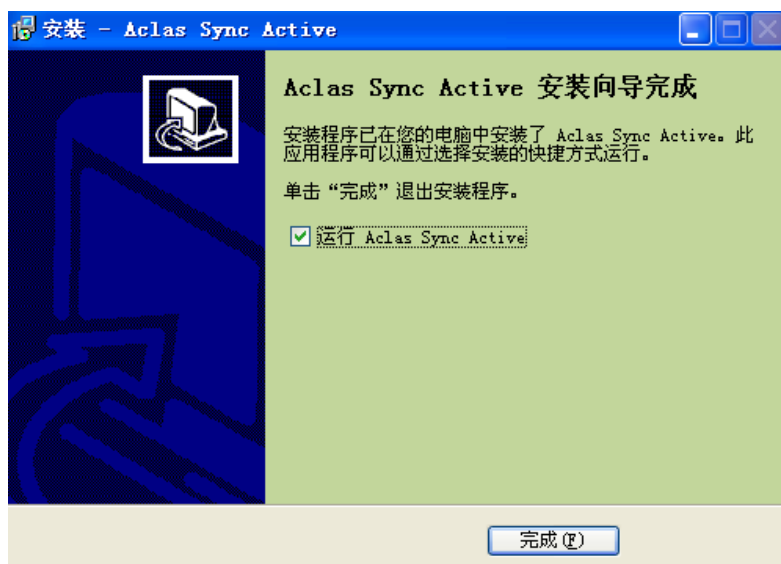 安装 - Aclas Sync Active
Aclas Sync Active 安装向导完成
安装程序已在您的电脑中安装了 Aclas Sync Active。此
应用程序可以通过选择安装的快捷方式运行。
单击“完成”退出安装程序。
运行 Aclas Sync Active
完成(F)